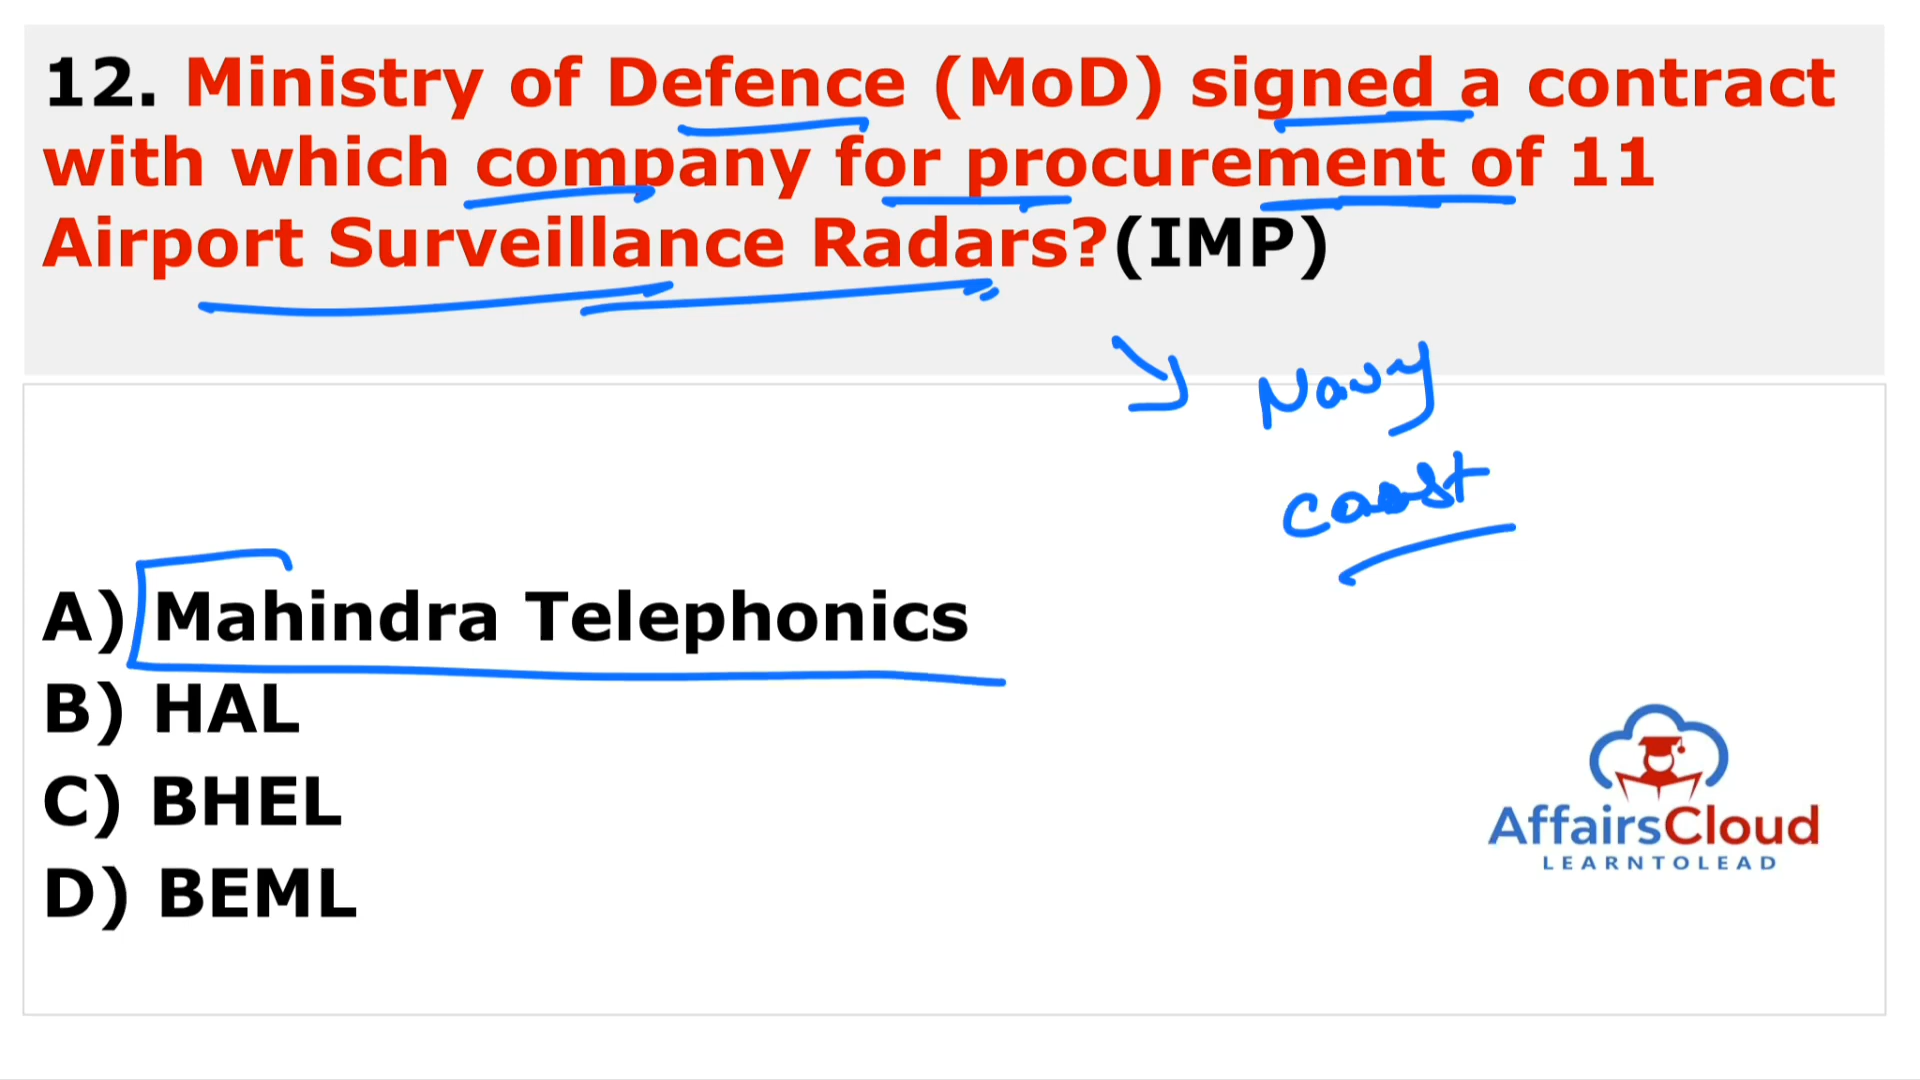 12. Ministry of Defence (MoD) signed a contract
with which company for procurement of 11
Airport Surveillance Radars?(IMP)
Navy
Coast
A) Mahindra Telephonics
B) HAL
C) BHEL
D) BEML
AffairsCloud
LEARNTOLEAD